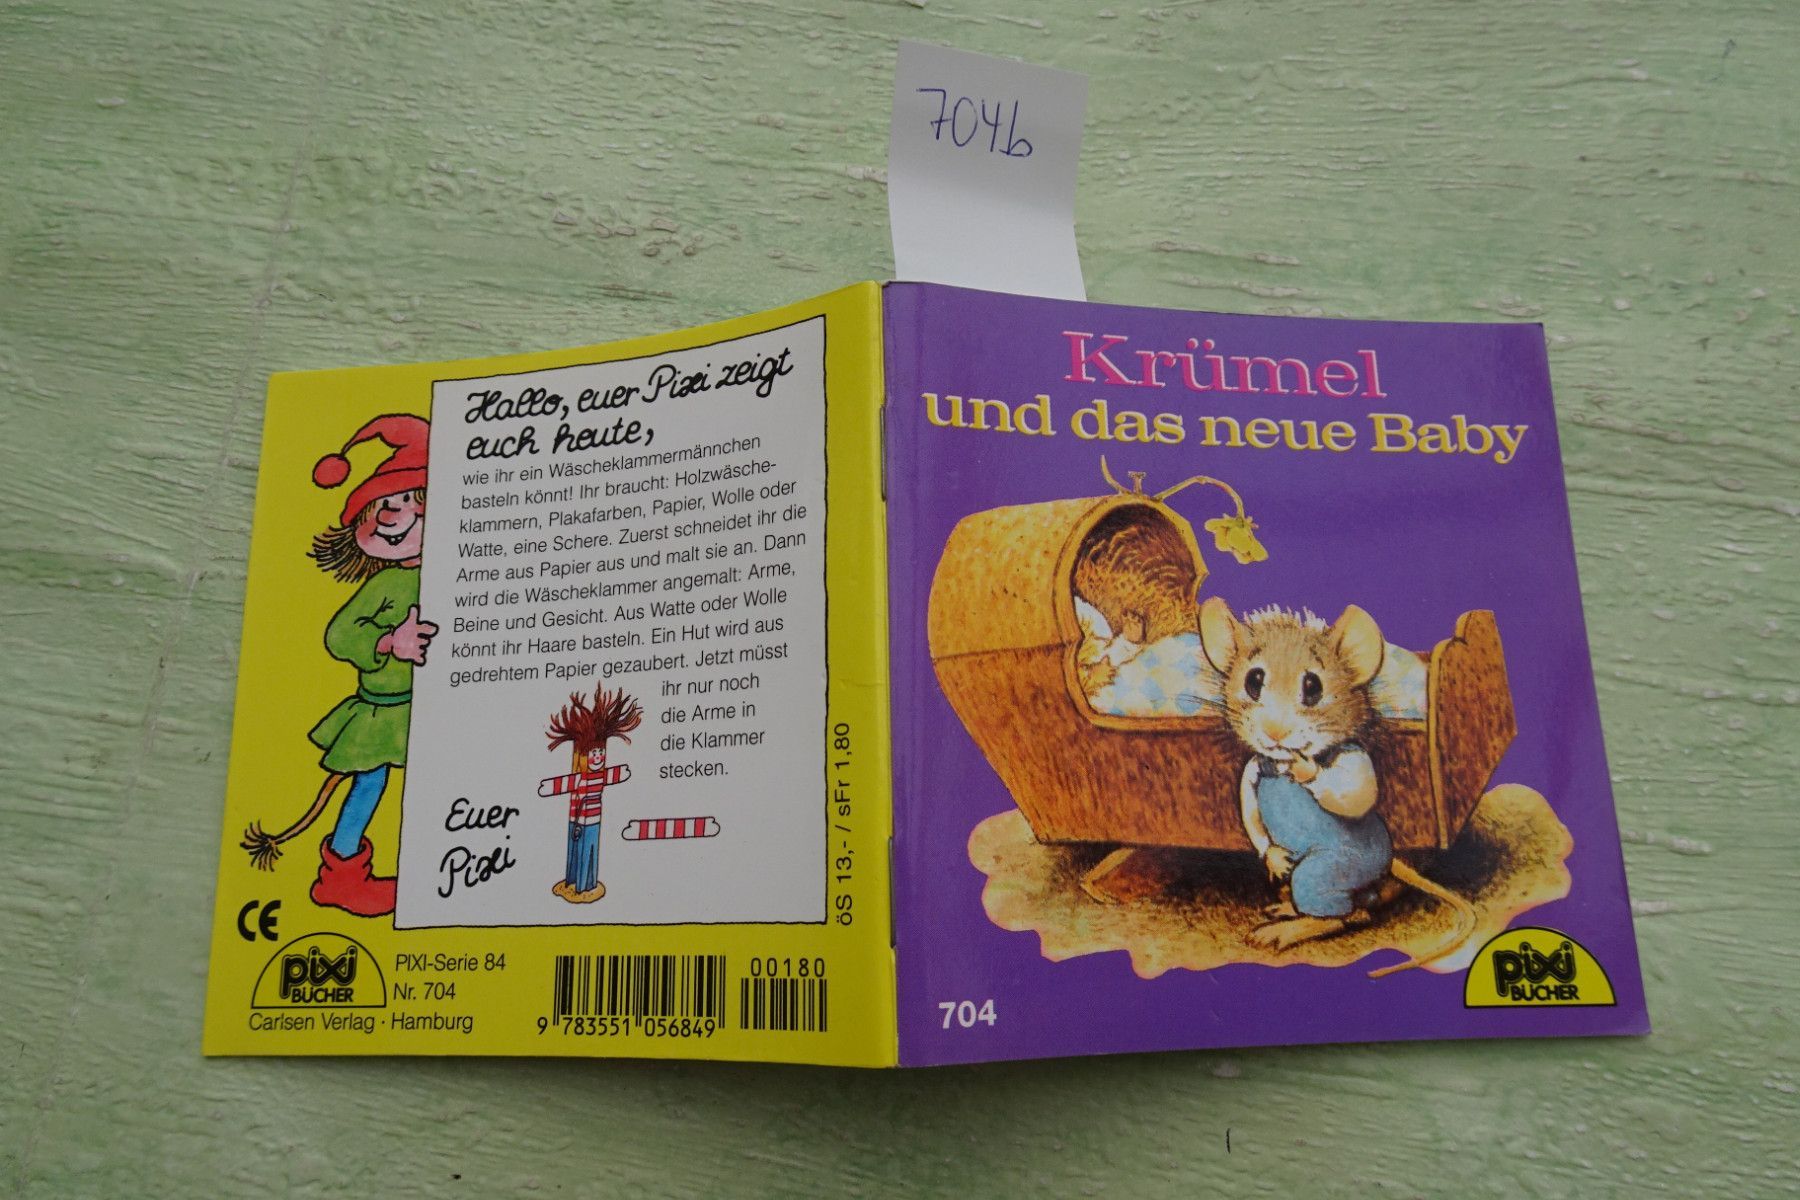 704b
Hallo, euer Pixi zeigt
euch heute,
wie ihr ein Wäscheklammermännchen
basteln könnt! Ihr braucht: Holzwäsche-
klammern, Plakafarben, Papier, Wolle oder
Watte, eine Schere. Zuerst schneidet ihr die
Arme aus Papier aus und malt sie an. Dann
wird die Wäscheklammer angemalt: Arme,
Beine und Gesicht. Aus Watte oder Wolle
könnt ihr Haare basteln. Ein Hut wird aus
gedrehtem Papier gezaubert. Jetzt müsst
ihr nur noch
die Arme in
die Klammer
stecken.
Euer
Pixi
öS 13,- / sFr 1,80
CE
pixi
BÜCHER
PIXI-Serie 84
Nr. 704
Carlsen Verlag · Hamburg
9 783551 056849
00180
Krümel
und das neue Baby
704
pixi
BÜCHER